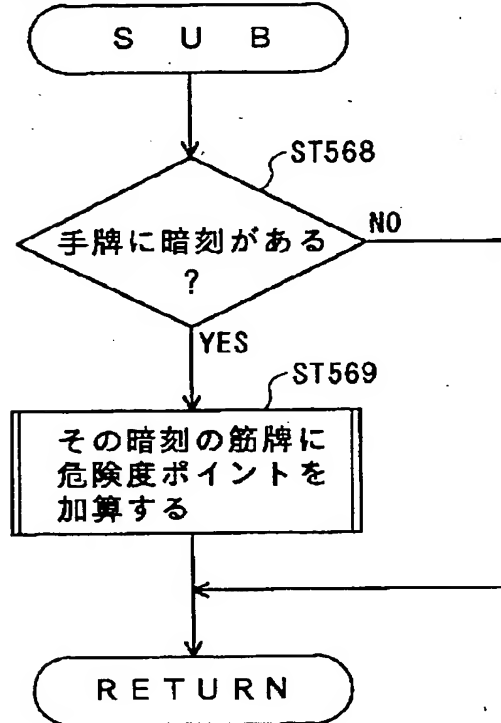 SUB
ST568
手牌に暗刻がある
?
NO
YES
ST569
その暗刻の筋牌に
危険度ポイントを
加算する
RETURN